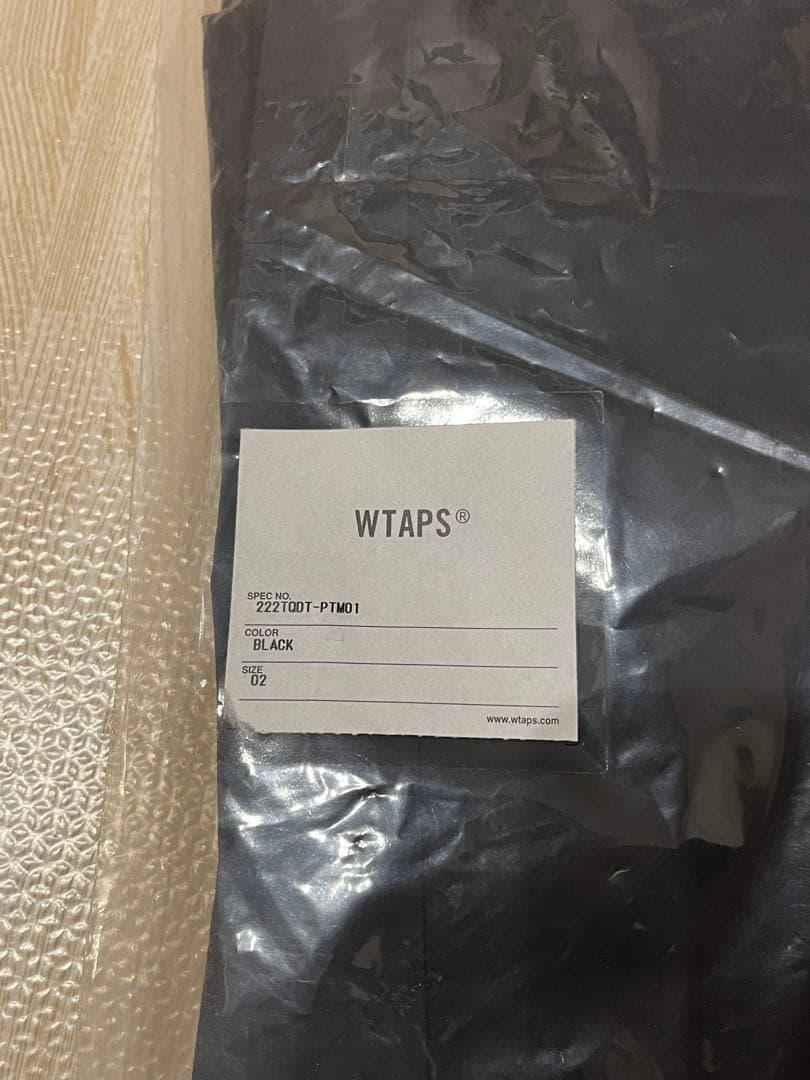 WTAPS®
SPEC NO.
222TQDT-PTM01
COLOR
BLACK
SIZE
02
www.wtaps.com